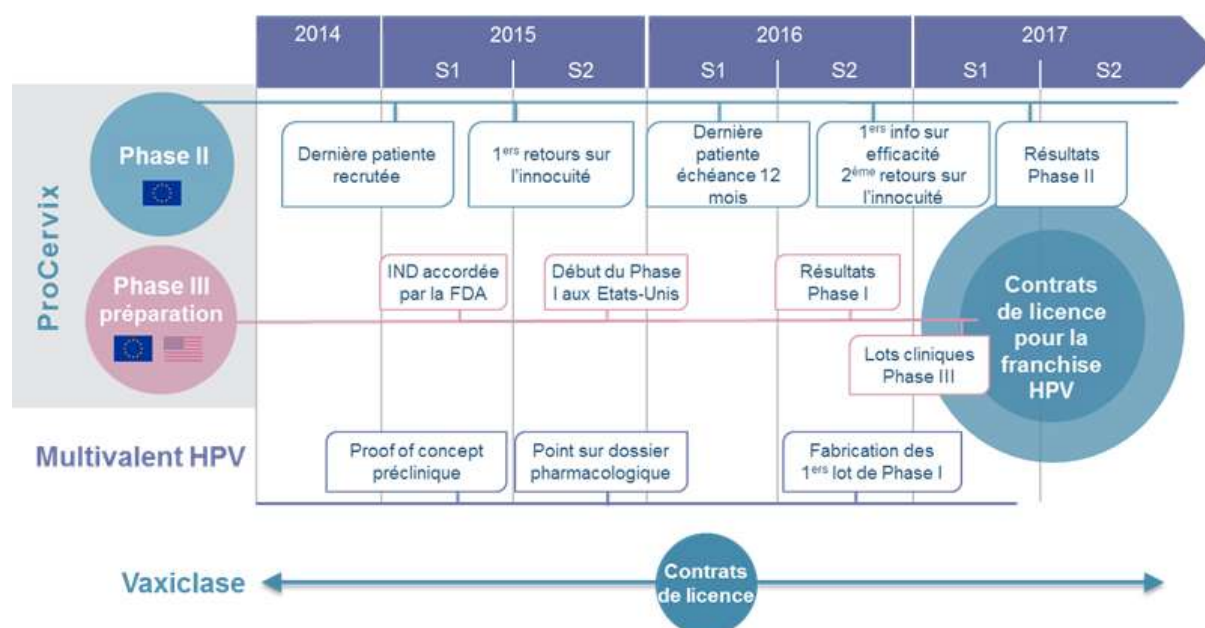 2014
2015
2016
2017
S1
S2
S1
S2
S1
S2
ProCervix
Phase II
Dernière patiente
recrutée
1ers retours sur
l'innocuité
Dernière
patiente
échéance 12
mois
1ers info sur
efficacité
2ème retours sur
l'innocuité
Résultats
Phase II
Phase III
préparation
IND accordée
par la FDA
Début du Phase
I aux Etats-Unis
Résultats
Phase I
Lots cliniques
Phase III
Contrats
de licence
pour la
franchise
HPV
Multivalent HPV
Proof of concept
préclinique
Point sur dossier
pharmacologique
Fabrication des
1ers lot de Phase I
Vaxiclase
Contrats
de licence